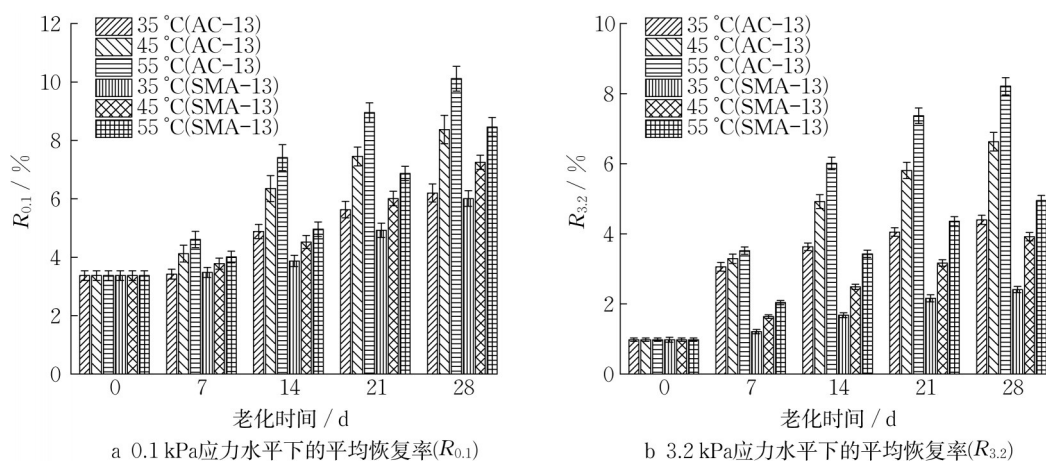 12
10
8
6
4
2
0
R0.1 / %
35 ℃(AC-13)
45 ℃(AC-13)
55 ℃(AC-13)
35 ℃(SMA-13)
45 ℃(SMA-13)
55 ℃(SMA-13)
0 7 14 21 28
老化时间 / d
a 0.1 kPa应力水平下的平均恢复率(R0.1)
10
8
6
4
2
0
R3.2 / %
35 ℃(AC-13)
45 ℃(AC-13)
55 ℃(AC-13)
35 ℃(SMA-13)
45 ℃(SMA-13)
55 ℃(SMA-13)
0 7 14 21 28
老化时间 / d
b 3.2 kPa应力水平下的平均恢复率(R3.2)